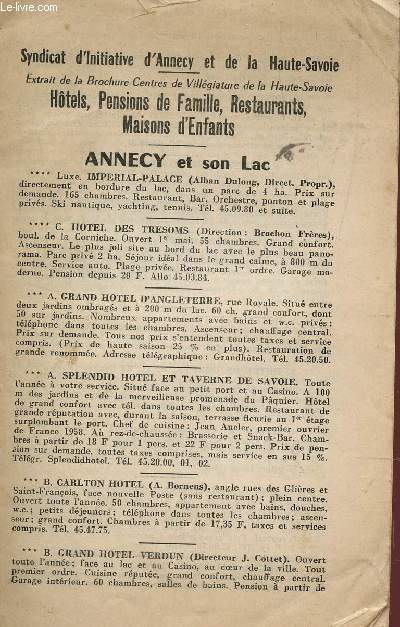 Le-Livre.com
Syndicat d'Initiative d'Annecy et de la Haute-Savoie
Extrait de la Brochure Centres de Villégiature de la Haute-Savoie
Hôtels, Pensions de Famille, Restaurants,
Maisons d'Enfants
ANNECY et son Lac
**** Luxe. IMPERIAL-PALACE (Alban Dulong, Direct. Propr.),
directement en bordure du lac, dans un parc de 4 ha. Prix sur
demande. 165 chambres. Restaurant, Bar, Orchestre, ponton et plage
privés. Ski nautique, yachting, tennis. Tél. 45.09.80 et suite.
**** C. HOTEL DES TRESOMS (Direction : Brachon Frères),
boul. de la Corniche. Ouvert 1er mai. 55 chambres. Grand confort.
Ascenseur. Le plus joli site au bord du lac avec le plus beau pano-
rama. Parc privé 2 ha. Séjour idéal dans le grand calme, à 800 m du
centre. Service auto. Plage privée. Restaurant 1er ordre. Garage mo-
derne. Pension depuis 28 F. Allo 45.03.84.
*** A. GRAND HOTEL D'ANGLETERRE, rue Royale. Situé entre
deux jardins ombragés et à 200 m du lac. 60 ch. grand confort, dont
50 sur jardins. Nombreux appartements avec bains et w.c. privés ;
téléphone dans toutes les chambres. Ascenseur ; chauffage central.
Prix sur demande. Tous nos prix s'entendent toutes taxes et service
compris. (Prix de haute saison 25 % en plus). Restauration de
grande renommée. Adresse télégraphique : Grandhôtel. Tél. 45.20.50.
*** A. SPLENDID HOTEL ET TAVERNE DE SAVOIE. Toute
l'année à votre service. Situé face au petit port et au Casino. A 100
m des jardins et de la merveilleuse promenade du Pâquier. Hôtel
de grand confort avec tél. dans toutes les chambres. Restaurant de
grande réputation avec, durant la saison, terrasse fleurie au 1er étage
surplombant le port. Chef de cuisine : Jean Ancler, premier ouvrier
de France 1958. Au rez-de-chaussée : Brasserie et Snack-Bar. Cham-
bres à partir de 18 F pour 1 pers. et 22 F pour 2 pers. Prix de pen-
sion sur demande, toutes taxes comprises, mais service en sus 15 %.
Télégr. Splendidhotel. Tél. 45.20.00, 01, 02.
*** B. CARLTON HOTEL (A. Bornens), angle rues des Glières et
Saint-François, face nouvelle Poste (sans restaurant) ; plein centre.
Ouvert toute l'année. 50 chambres, appartement avec bains, douches,
w.c. ; petits déjeuners ; téléphone dans toutes les chambres ; ascen-
seur ; grand confort. Chambres à partir de 17,35 F, taxes et services
compris. Tél. 45.47.75.
*** B. GRAND HOTEL VERDUN (Directeur J. Cottet). Ouvert
toute l'année ; face au lac et au Casino, au cœur de la ville. Tout
premier ordre. Cuisine réputée, grand confort, chauffage central.
Garage intérieur. 60 chambres, salles de bains. Pension à partir de